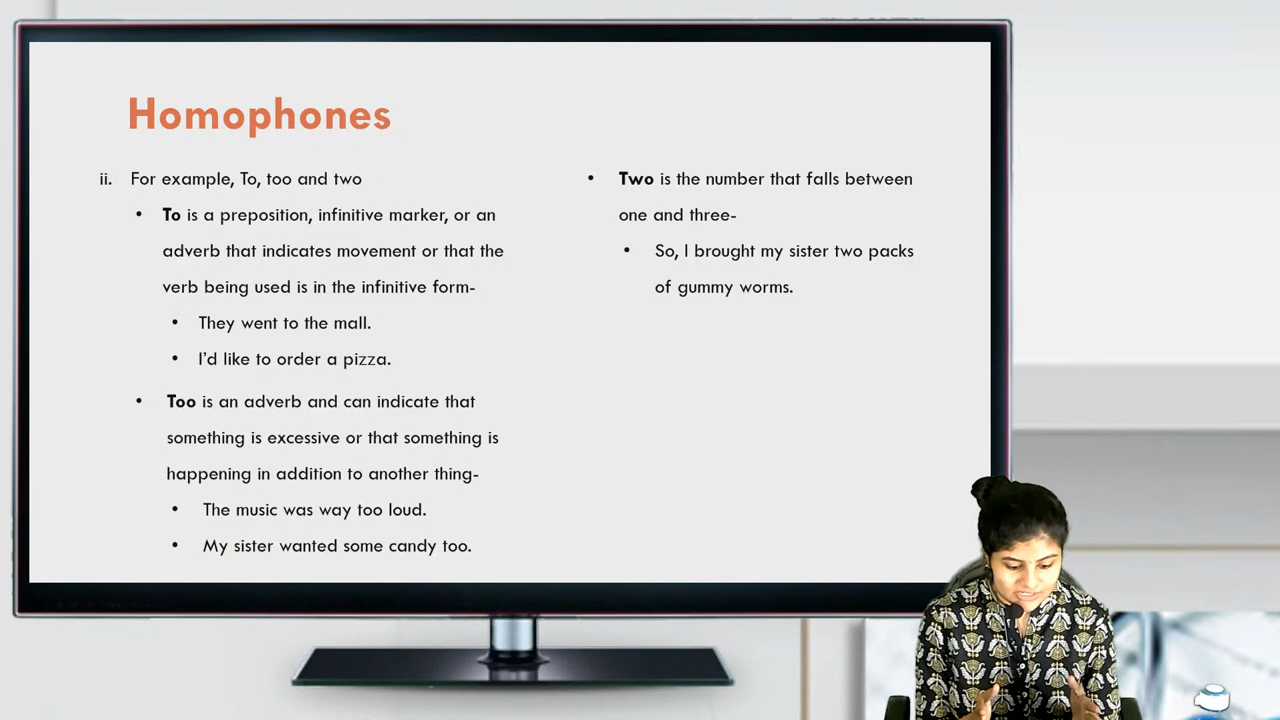 Homophones
ii. For example, To, too and two
• To is a preposition, infinitive marker, or an
adverb that indicates movement or that the
verb being used is in the infinitive form-
• They went to the mall.
• I'd like to order a pizza.
• Too is an adverb and can indicate that
something is excessive or that something is
happening in addition to another thing-
• The music was way too loud.
• My sister wanted some candy too.
• Two is the number that falls between
one and three-
• So, I brought my sister two packs
of gummy worms.